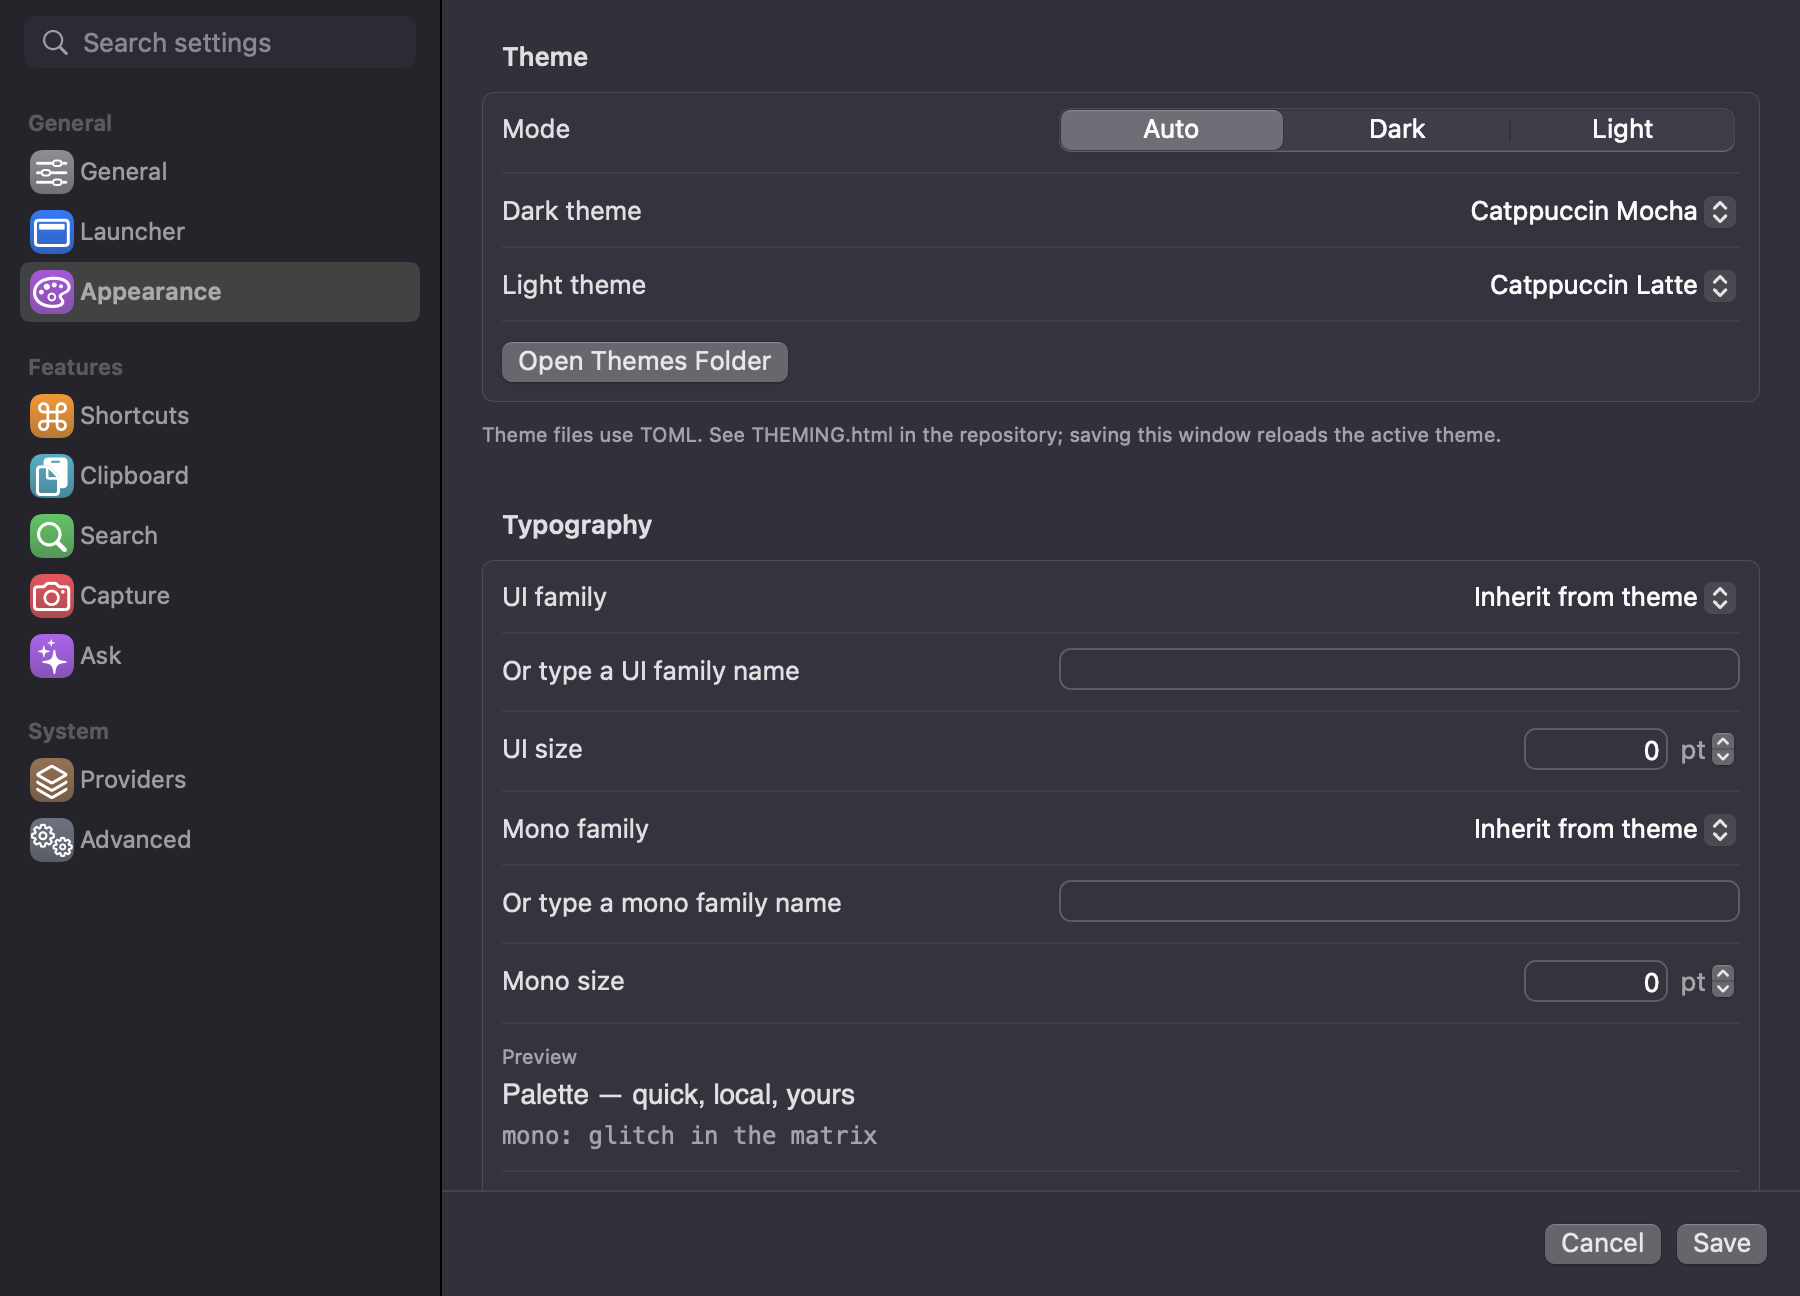 Search settings
General
General
Launcher
Appearance
Features
Shortcuts
Clipboard
Search
Capture
Ask
System
Providers
Advanced
Theme
Mode
Auto
Dark
Light
Dark theme
Catppuccin Mocha
Light theme
Catppuccin Latte
Open Themes Folder
Theme files use TOML. See THEMING.html in the repository; saving this window reloads the active theme.
Typography
UI family
Inherit from theme
Or type a UI family name
UI size
0 pt
Mono family
Inherit from theme
Or type a mono family name
Mono size
0 pt
Preview
Palette — quick, local, yours
mono: glitch in the matrix
Cancel
Save